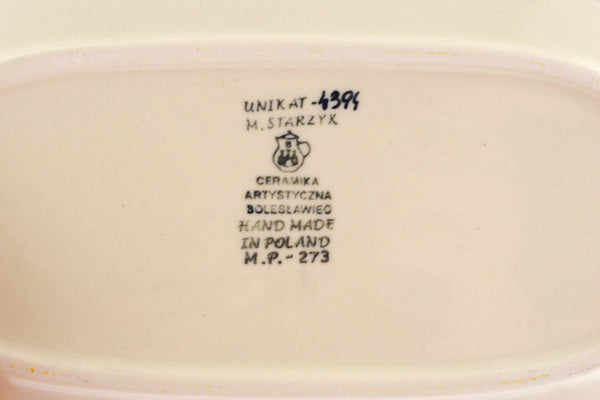 UNIKAT-4394
M. STARZYK
B
CERAMIKA
ARTYSTYCZNA
BOLESŁAWIEC
HAND MADE
IN POLAND
M.P.-273